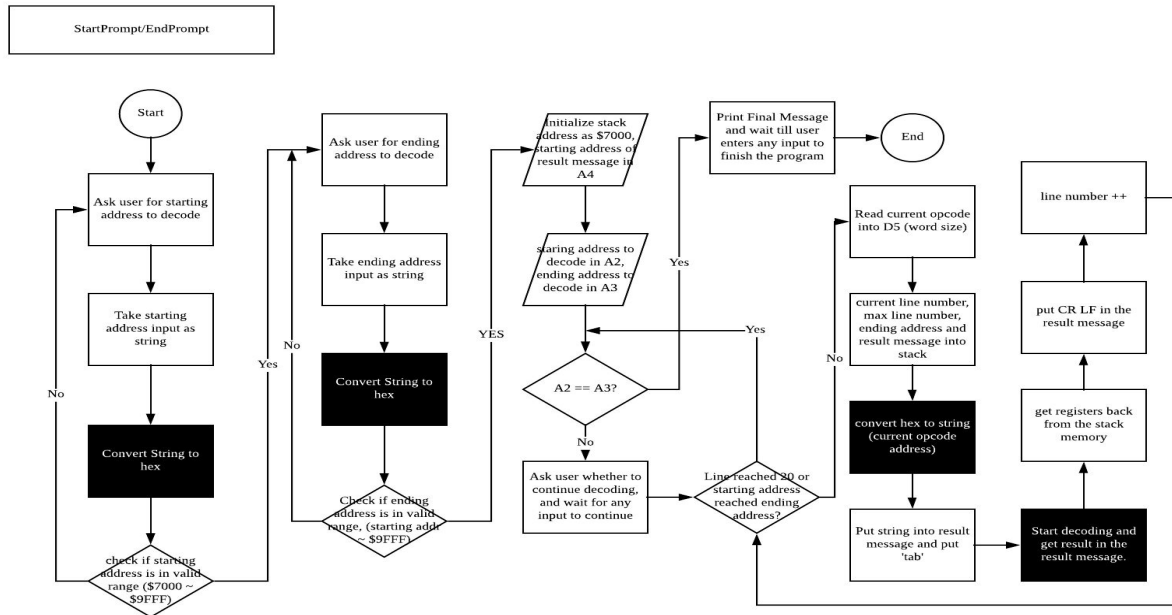 StartPrompt/EndPrompt
Start
Ask user for starting
address to decode
Take starting
address input as
string
No
Convert String to
hex
check if starting
address is in valid
range ($7000 ~
$9FFF)
Yes
Ask user for ending
address to decode
Take ending address
input as string
No
Convert String to
hex
Check if ending
address is in valid
range, (starting addr
~ $9FFF)
YES
Initialize stack
address as $7000,
starting address of
result message in
A4
staring address to
decode in A2,
ending address to
decode in A3
A2 == A3?
Yes
Print Final Message
and wait till user
enters any input to
finish the program
End
No
Ask user whether to
continue decoding,
and wait for any
input to continue
Line reached 20 or
starting address
reached ending
address?
Yes
No
Read current opcode
into D5 (word size)
current line number,
max line number,
ending address and
result message into
stack
convert hex to string
(current opcode
address)
Put string into result
message and put
'tab'
Start decoding and
get result in the
result message.
get registers back
from the stack
memory
put CR LF in the
result message
line number ++